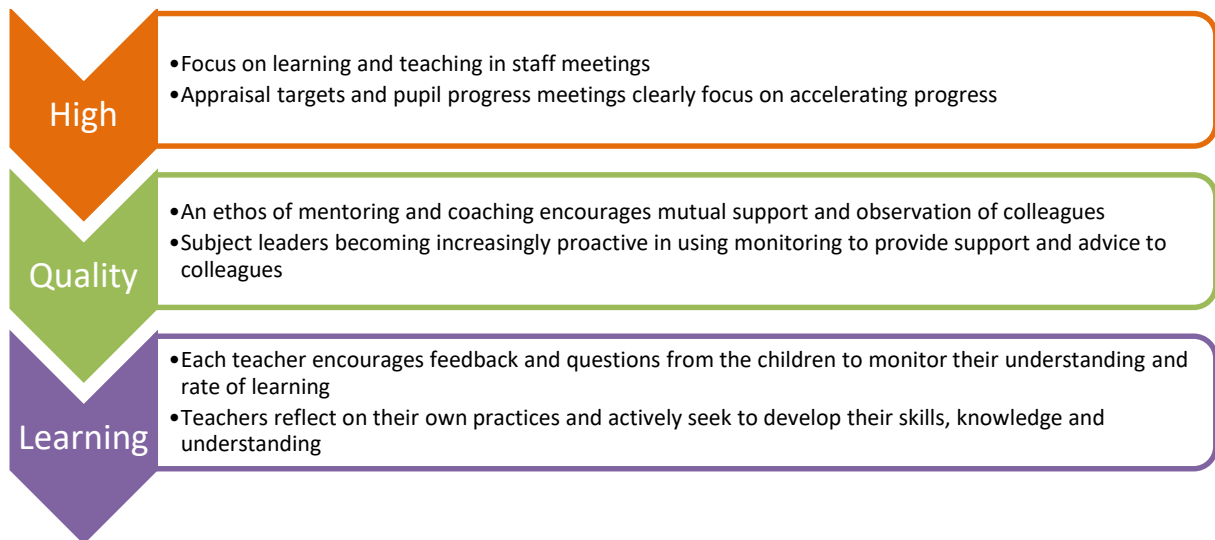 High
•Focus on learning and teaching in staff meetings
•Appraisal targets and pupil progress meetings clearly focus on accelerating progress
Quality
•An ethos of mentoring and coaching encourages mutual support and observation of colleagues
•Subject leaders becoming increasingly proactive in using monitoring to provide support and advice to
colleagues
Learning
•Each teacher encourages feedback and questions from the children to monitor their understanding and
rate of learning
•Teachers reflect on their own practices and actively seek to develop their skills, knowledge and
understanding